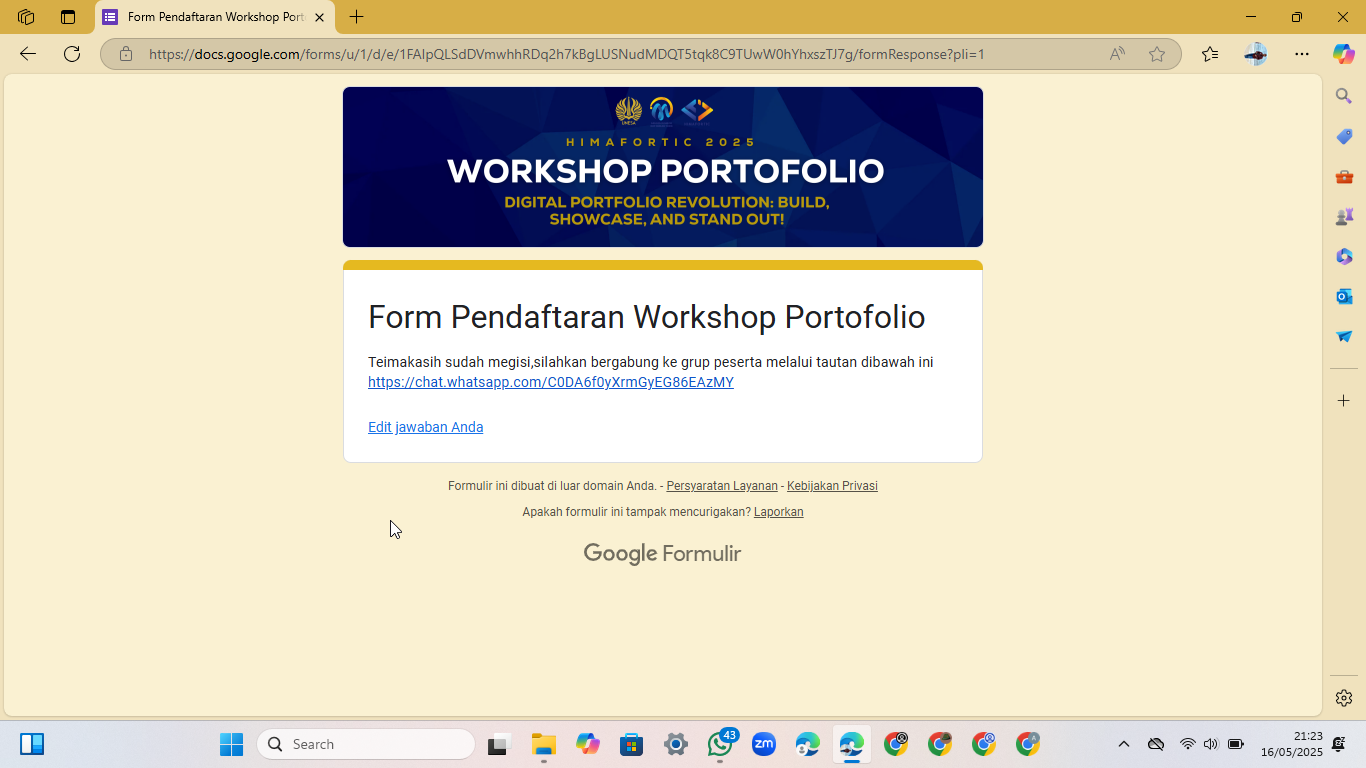 Form Pendaftaran Workshop Port
https://docs.google.com/forms/u/1/d/e/1FAIpQLSdDVmwhhRDq2h7kBgLUSNudMDQT5tqk8C9TUwW0hYhxszTJ7g/formResponse?pli=1
UNESA
HIMAFORTIC 2025
WORKSHOP PORTOFOLIO
DIGITAL PORTFOLIO REVOLUTION: BUILD,
SHOWCASE, AND STAND OUT!
Form Pendaftaran Workshop Portofolio
Teimakasih sudah megisi,silahkan bergabung ke grup peserta melalui tautan dibawah ini
https://chat.whatsapp.com/C0DA6f0yXrmGyEG86EAzMY
Edit jawaban Anda
Formulir ini dibuat di luar domain Anda. - Persyaratan Layanan - Kebijakan Privasi
Apakah formulir ini tampak mencurigakan? Laporkan
Google Formulir
Search
43
zm
21:23
16/05/2025